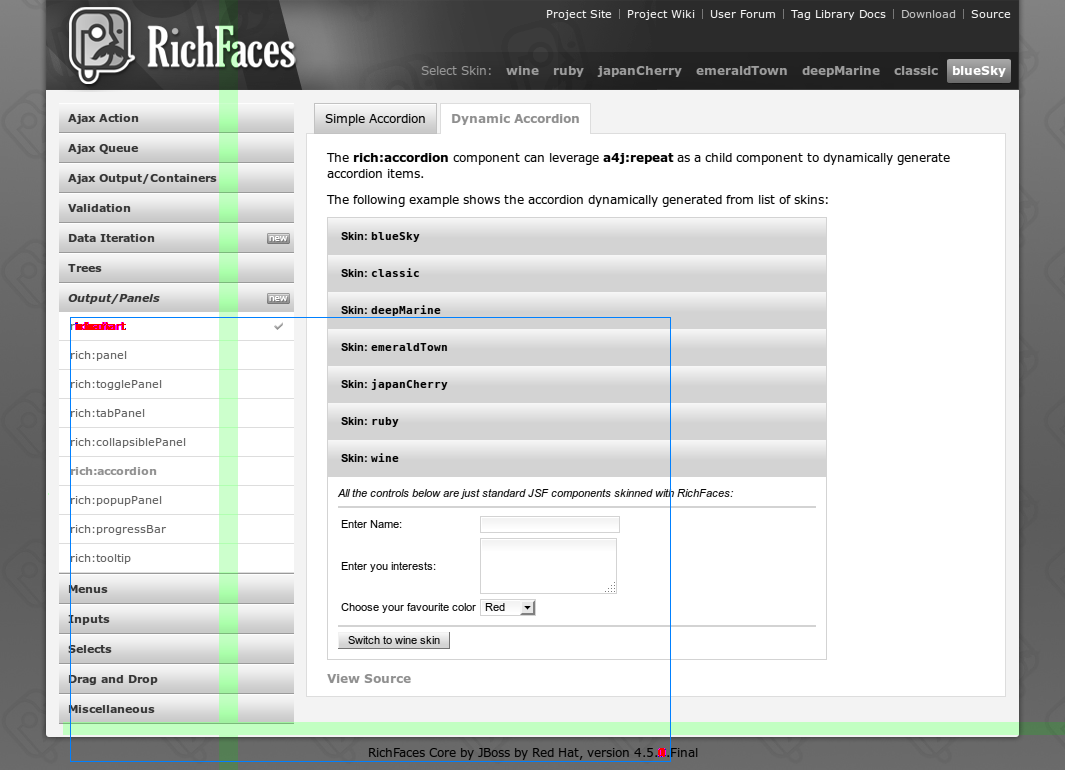 Project Site Project Wiki User Forum Tag Library Docs Download Source
RichFaces
Select Skin: wine ruby japanCherry emeraldTown deepMarine classic blueSky
Ajax Action
Ajax Queue
Ajax Output/Containers
Validation
Data Iteration new
Trees
Output/Panels new
rich:panel
rich:togglePanel
rich:tabPanel
rich:collapsiblePanel
rich:accordion
rich:popupPanel
rich:progressBar
rich:tooltip
Menus
Inputs
Selects
Drag and Drop
Miscellaneous
Simple Accordion Dynamic Accordion
The rich:accordion component can leverage a4j:repeat as a child component to dynamically generate
accordion items.
The following example shows the accordion dynamically generated from list of skins:
Skin: blueSky
Skin: classic
Skin: deepMarine
Skin: emeraldTown
Skin: japanCherry
Skin: ruby
Skin: wine
All the controls below are just standard JSF components skinned with RichFaces:
Enter Name:
Enter you interests:
Choose your favourite color Red
Switch to wine skin
View Source
RichFaces Core by JBoss by Red Hat, version